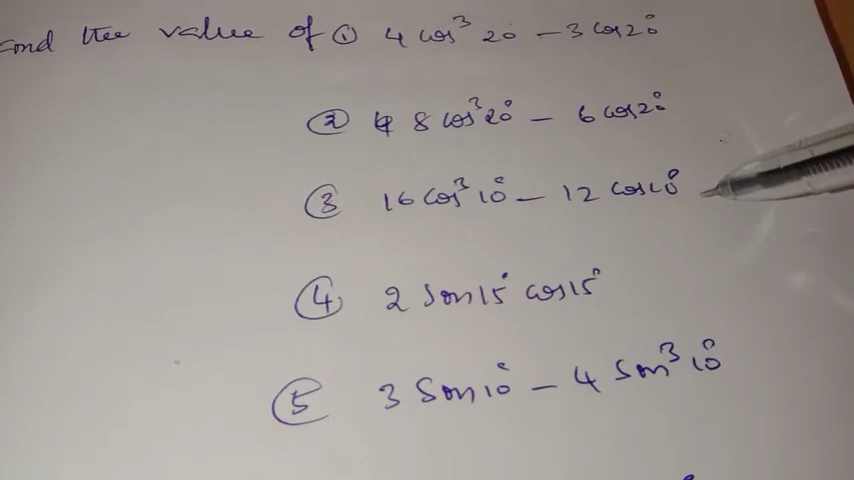 Find the value of ① 4 cos³ 20° - 3 cos 20°
② 8 cos³ 20° - 6 cos 20°
③ 16 cos³ 10° - 12 cos 10°
④ 2 Sin 15° cos 15°
⑤ 3 Sin 10° - 4 Sin³ 10°